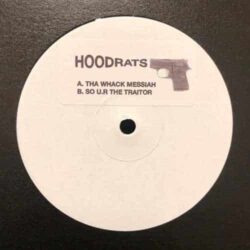 HOODRATS
A. THA WHACK MESSIAH
B. SO U.R THE TRAITOR